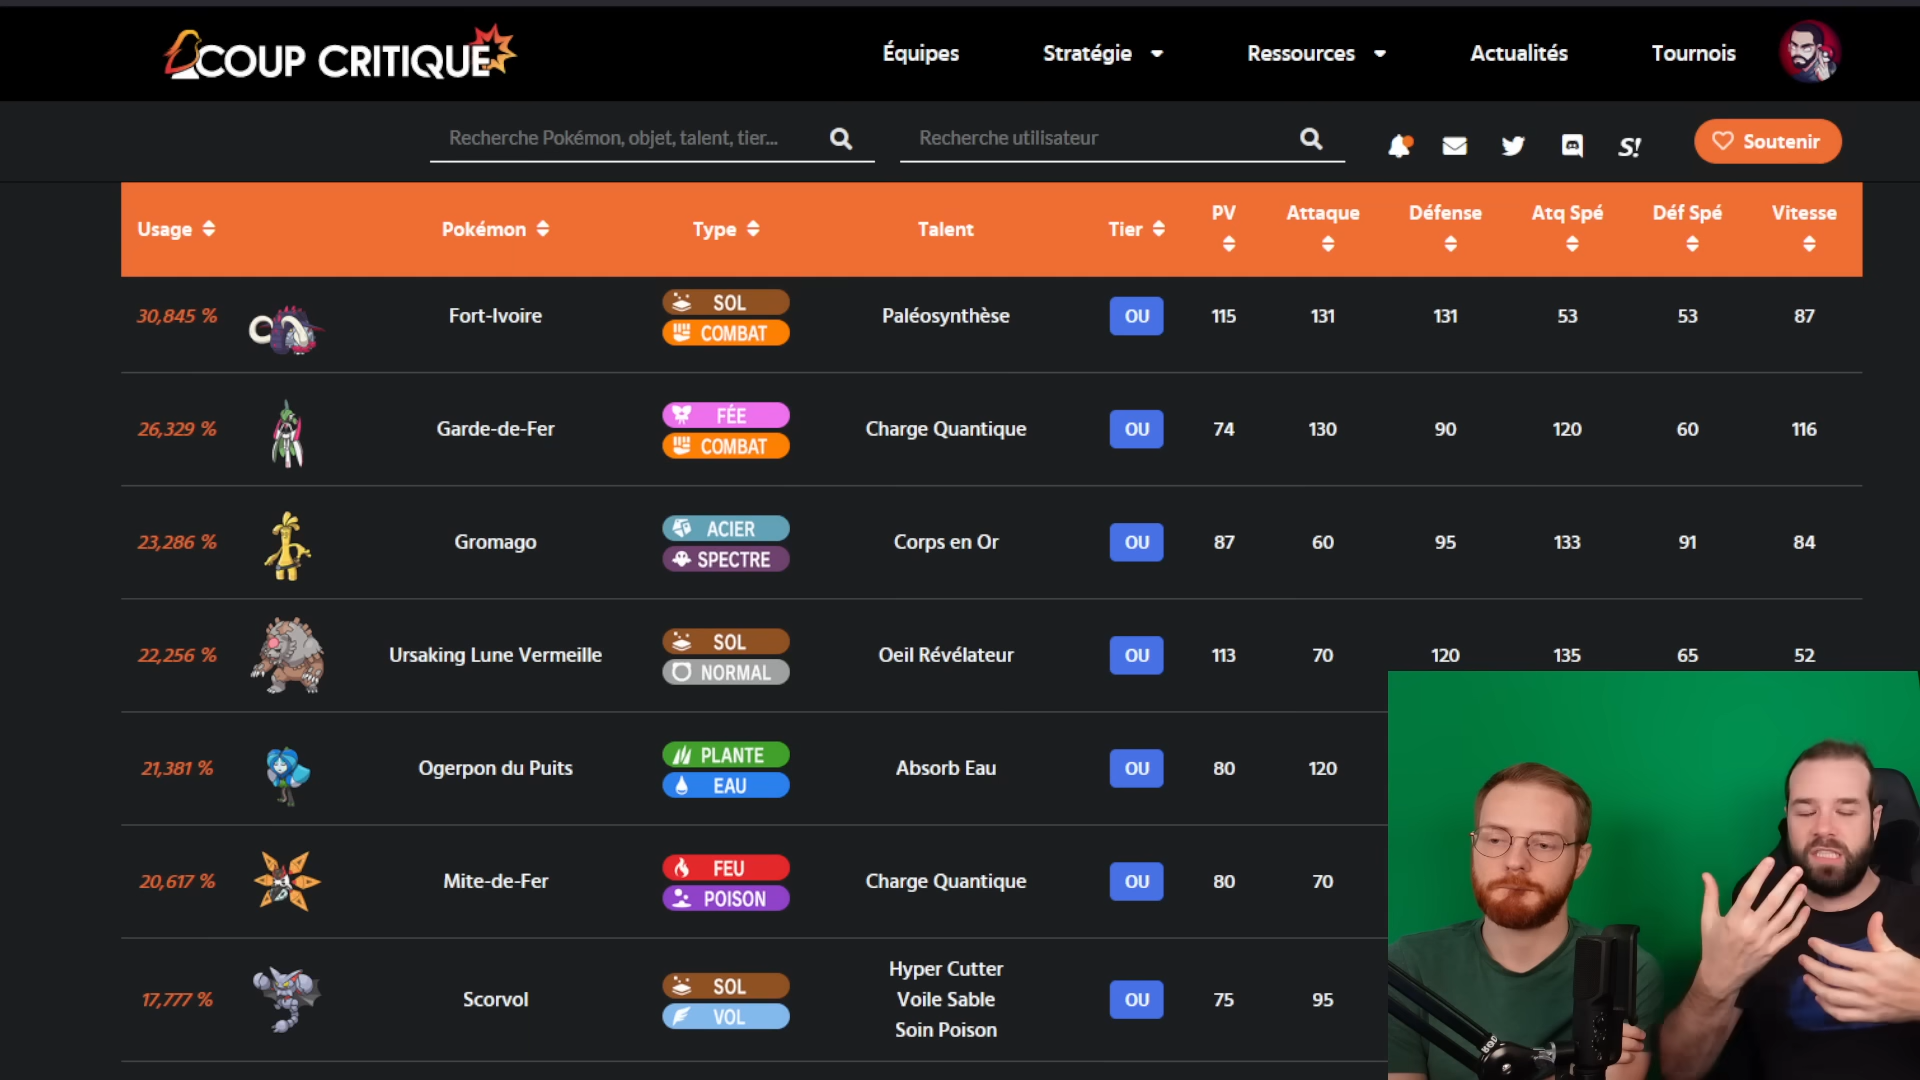 COUP CRITIQUE
Équipes
Stratégie
Ressources
Actualités
Tournois
Recherche Pokémon, objet, talent, tier...
Recherche utilisateur
S!
Soutenir
Usage
Pokémon
Type
Talent
Tier
PV
Attaque
Défense
Atq Spé
Déf Spé
Vitesse
30,845 %
Fort-Ivoire
SOL
COMBAT
Paléosynthèse
OU
115
131
131
53
53
87
26,329 %
Garde-de-Fer
FÉE
COMBAT
Charge Quantique
OU
74
130
90
120
60
116
23,286 %
Gromago
ACIER
SPECTRE
Corps en Or
OU
87
60
95
133
91
84
22,256 %
Ursaking Lune Vermeille
SOL
NORMAL
Oeil Révélateur
OU
113
70
120
135
65
52
21,381 %
Ogerpon du Puits
PLANTE
EAU
Absorb Eau
OU
80
120
20,617 %
Mite-de-Fer
FEU
POISON
Charge Quantique
OU
80
70
17,777 %
Scorvol
SOL
VOL
Hyper Cutter
Voile Sable
Soin Poison
OU
75
95